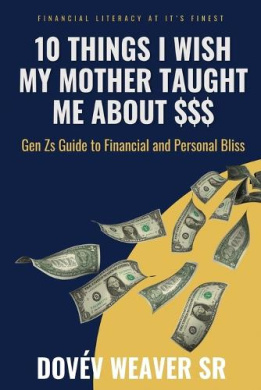 FINANCIAL LITERACY AT IT'S FINEST
10 THINGS I WISH
MY MOTHER TAUGHT
ME ABOUT $$$
Gen Zs Guide to Financial and Personal Bliss
DOVÉV WEAVER SR